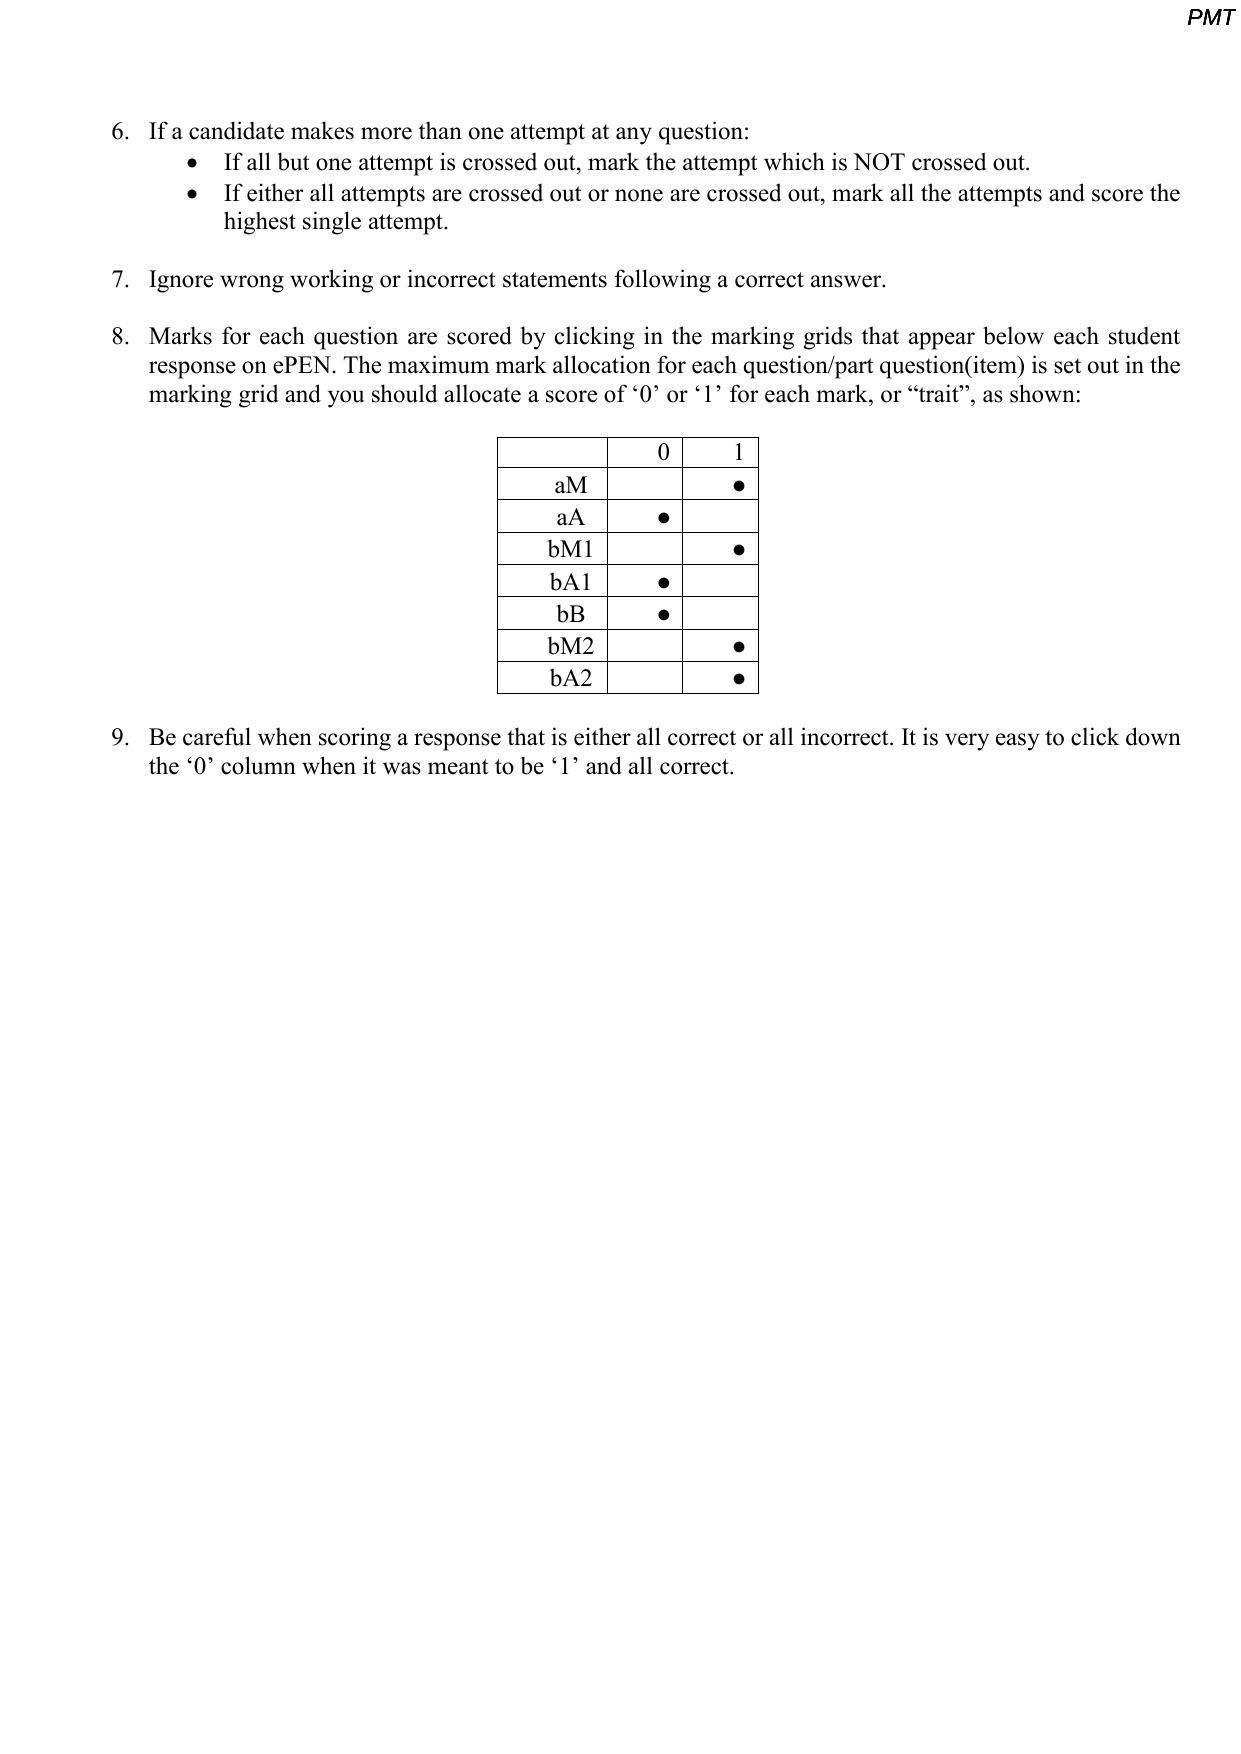 PMT
6. If a candidate makes more than one attempt at any question:
• If all but one attempt is crossed out, mark the attempt which is NOT crossed out.
• If either all attempts are crossed out or none are crossed out, mark all the attempts and score the
highest single attempt.
7. Ignore wrong working or incorrect statements following a correct answer.
8. Marks for each question are scored by clicking in the marking grids that appear below each student
response on ePEN. The maximum mark allocation for each question/part question(item) is set out in the
marking grid and you should allocate a score of ‘0’ or ‘1’ for each mark, or “trait”, as shown:
0 1
aM ●
aA ●
bM1 ●
bA1 ●
bB ●
bM2 ●
bA2 ●
9. Be careful when scoring a response that is either all correct or all incorrect. It is very easy to click down
the ‘0’ column when it was meant to be ‘1’ and all correct.